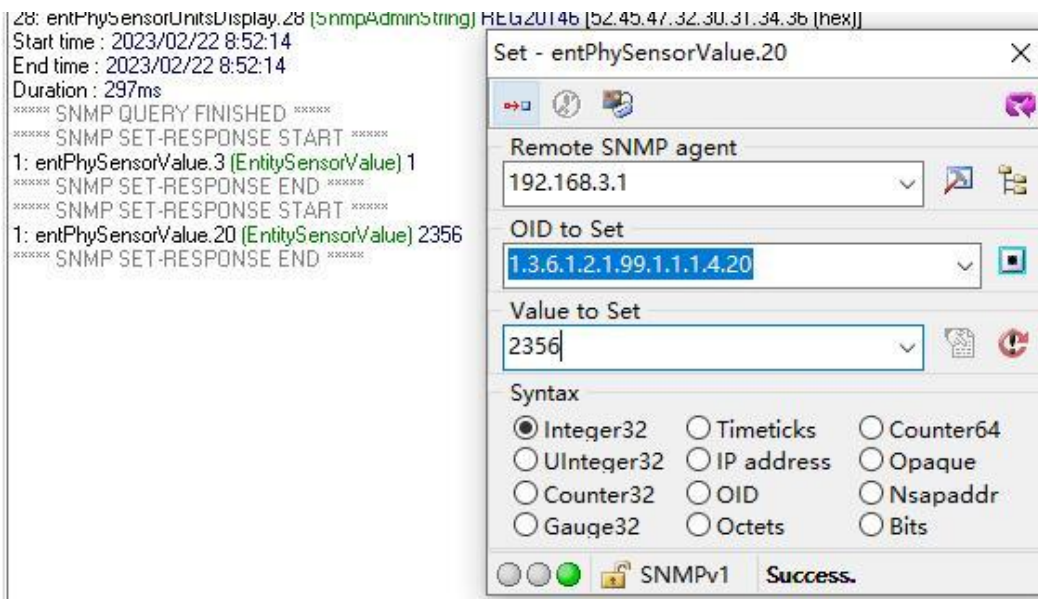 28: entPhySensorUnitsDisplay.28 (SnmpAdminString) REG20146 [52.45.47.32.30.31.34.36 (hex)]
Start time : 2023/02/22 8:52:14
End time : 2023/02/22 8:52:14
Duration : 297ms
***** SNMP QUERY FINISHED *****
***** SNMP SET-RESPONSE START *****
1: entPhySensorValue.3 (EntitySensorValue) 1
***** SNMP SET-RESPONSE END *****
***** SNMP SET-RESPONSE START *****
1: entPhySensorValue.20 (EntitySensorValue) 2356
***** SNMP SET-RESPONSE END *****
Set - entPhySensorValue.20
Remote SNMP agent
192.168.3.1
OID to Set
1.3.6.1.2.1.99.1.1.1.4.20
Value to Set
2356
Syntax
Integer32 Timeticks Counter64
UInteger32 IP address Opaque
Counter32 OID Nsapaddr
Gauge32 Octets Bits
SNMPv1 Success.